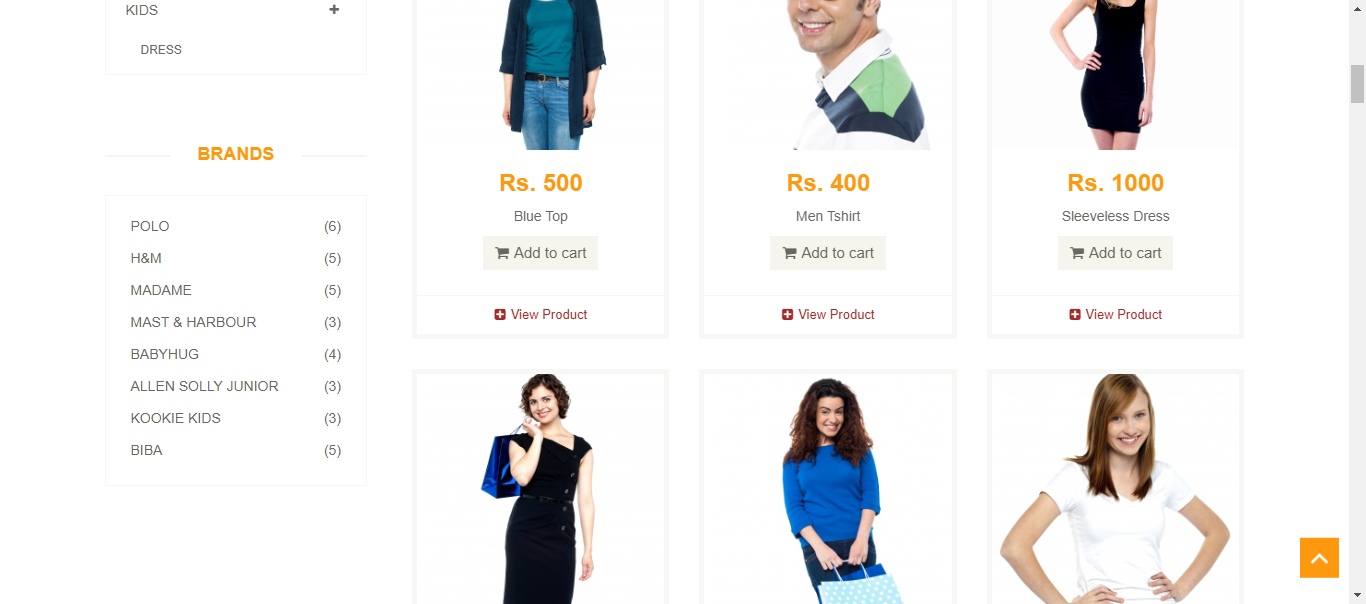 KIDS
DRESS
BRANDS
POLO (6)
H&M (5)
MADAME (5)
MAST & HARBOUR (3)
BABYHUG (4)
ALLEN SOLLY JUNIOR (3)
KOOKIE KIDS (3)
BIBA (5)
Rs. 500
Blue Top
Add to cart
View Product
Rs. 400
Men Tshirt
Add to cart
View Product
Rs. 1000
Sleeveless Dress
Add to cart
View Product